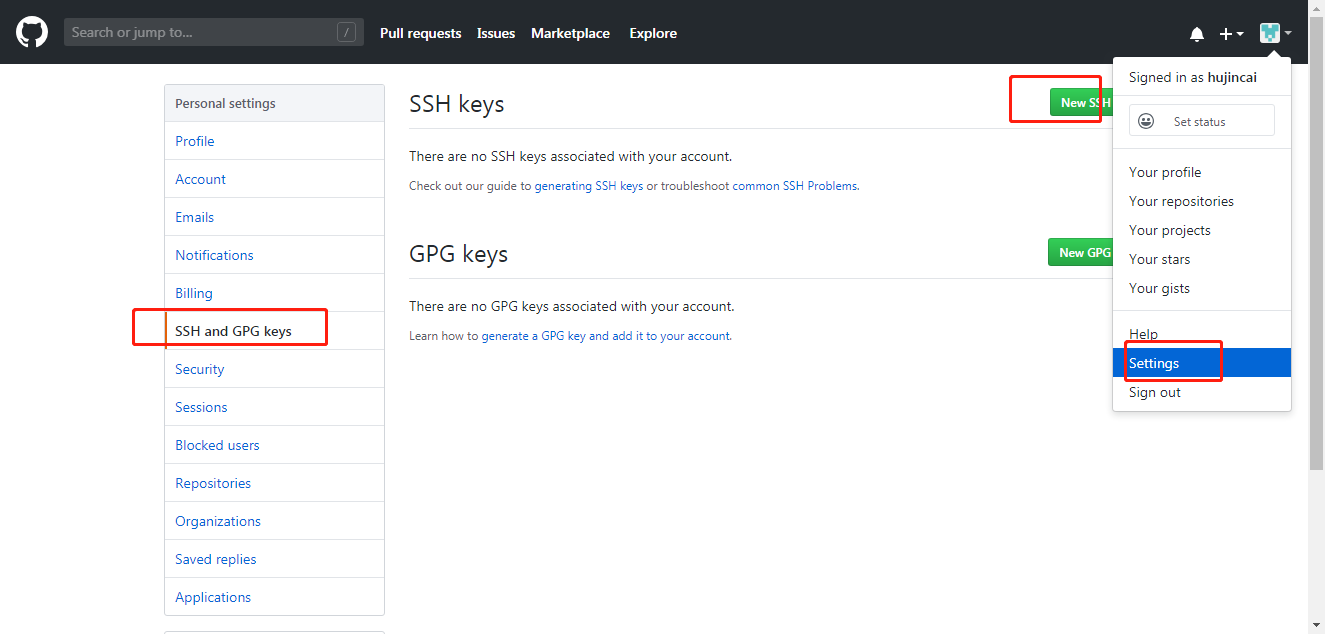 Search or jump to...
/
Pull requests
Issues
Marketplace
Explore
Signed in as hujincai
Set status
Your profile
Your repositories
Your projects
Your stars
Your gists
Help
Settings
Sign out
Personal settings
Profile
Account
Emails
Notifications
Billing
SSH and GPG keys
Security
Sessions
Blocked users
Repositories
Organizations
Saved replies
Applications
SSH keys
New SSH
There are no SSH keys associated with your account.
Check out our guide to generating SSH keys or troubleshoot common SSH Problems.
GPG keys
New GPG
There are no GPG keys associated with your account.
Learn how to generate a GPG key and add it to your account.